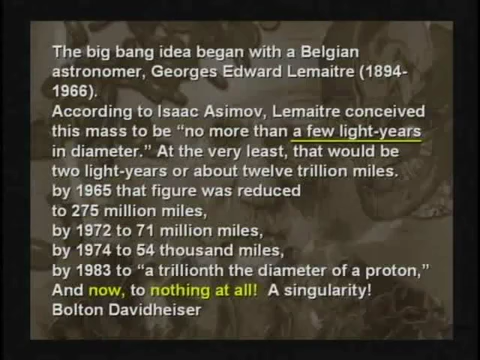 The big bang idea began with a Belgian
astronomer, Georges Edward Lemaitre (1894-
1966).
According to Isaac Asimov, Lemaitre conceived
this mass to be “no more than a few light-years
in diameter.” At the very least, that would be
two light-years or about twelve trillion miles.
by 1965 that figure was reduced
to 275 million miles,
by 1972 to 71 million miles,
by 1974 to 54 thousand miles,
by 1983 to “a trillionth the diameter of a proton,”
And now, to nothing at all!  A singularity!
Bolton Davidheiser